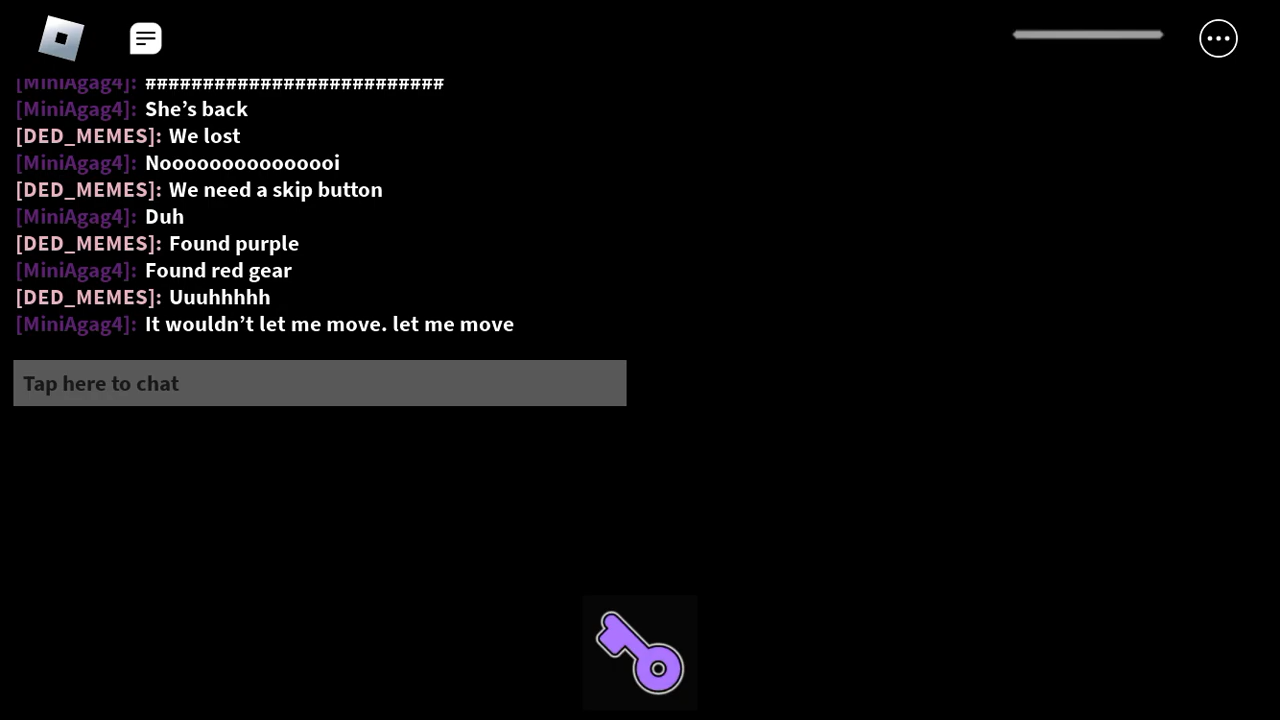 [MiniAgag4]: ##########################
[MiniAgag4]: She’s back
[DED_MEMES]: We lost
[MiniAgag4]: Noooooooooooooooi
[DED_MEMES]: We need a skip button
[MiniAgag4]: Duh
[DED_MEMES]: Found purple
[MiniAgag4]: Found red gear
[DED_MEMES]: Uuuhhhhh
[MiniAgag4]: It wouldn’t let me move. let me move
Tap here to chat